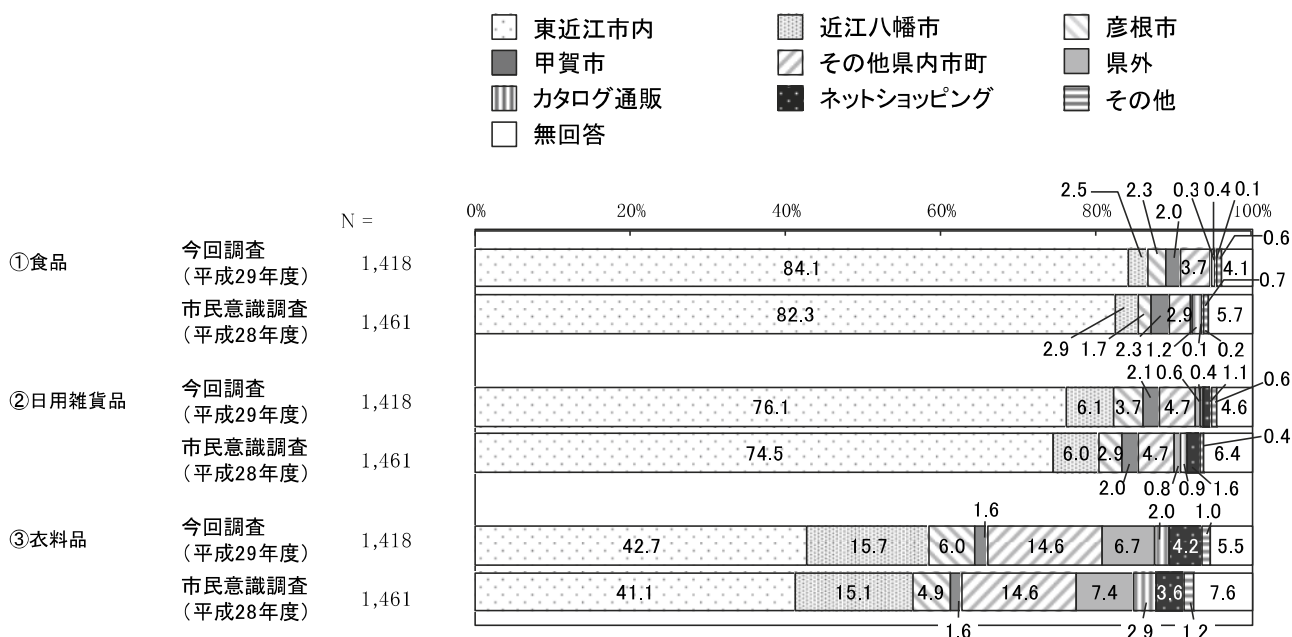 東近江市内 近江八幡市 彦根市
甲賀市 その他県内市町 県外
カタログ通販 ネットショッピング その他
無回答
N =
0% 20% 40% 60% 80% 100%
2.5 2.3 2.0 0.3 0.4 0.1
①食品
今回調査
(平成29年度)
1,418
84.1 3.7 4.1 0.6
市民意識調査
(平成28年度)
1,461
82.3 2.9 5.7 0.7
2.9 1.7 2.3 1.2 0.1 0.2
2.1 0.6 0.4 1.1 0.6
②日用雑貨品
今回調査
(平成29年度)
1,418
76.1 6.1 3.7 4.7 4.6
市民意識調査
(平成28年度)
1,461
74.5 6.0 2.9 4.7 6.4 0.4
2.0 0.8 0.9 1.6
1.6 2.0 1.0
③衣料品
今回調査
(平成29年度)
1,418
42.7 15.7 6.0 14.6 6.7 4.2 5.5
市民意識調査
(平成28年度)
1,461
41.1 15.1 4.9 14.6 7.4 3.6 7.6
1.6 2.9 1.2